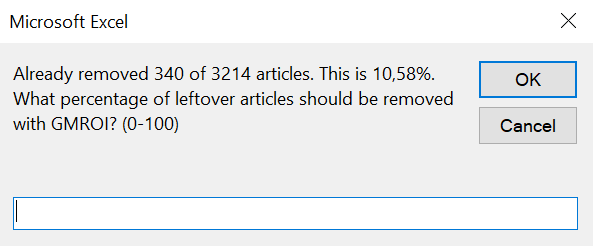 Microsoft Excel
Already removed 340 of 3214 articles. This is 10,58%.
What percentage of leftover articles should be removed
with GMROI? (0-100)
OK
Cancel